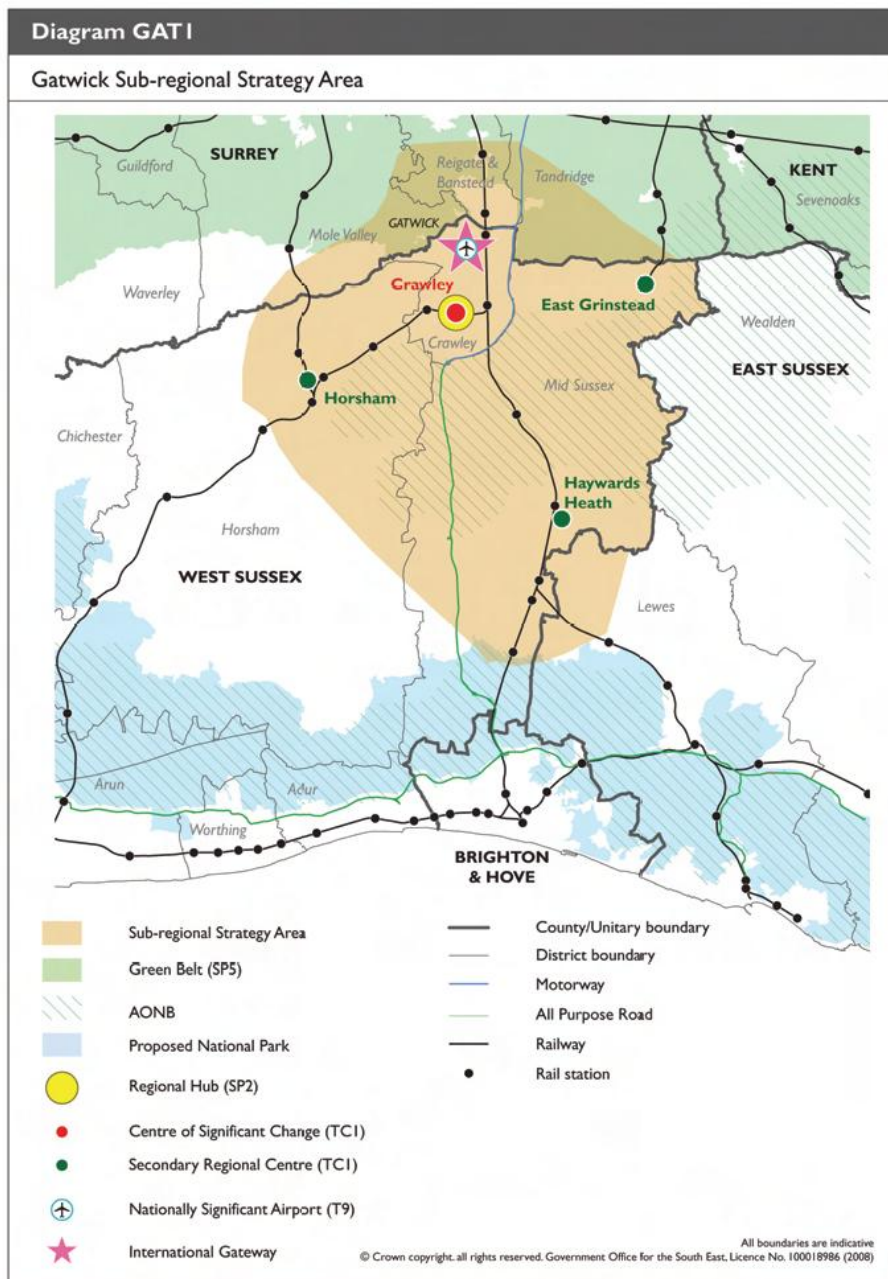 Diagram GAT1
Gatwick Sub-regional Strategy Area
SURREY
Guildford
Reigate &
Banstead
Tandridge
KENT
Sevenoaks
GATWICK
Mole Valley
Waverley
Crawley
East Grinstead
Wealden
Crawley
EAST SUSSEX
Horsham
Mid Sussex
Chichester
Haywards
Heath
Horsham
WEST SUSSEX
Lewes
Arun
Adur
Worthing
BRIGHTON
& HOVE
Sub-regional Strategy Area
Green Belt (SP5)
AONB
Proposed National Park
Regional Hub (SP2)
Centre of Significant Change (TC1)
Secondary Regional Centre (TC1)
Nationally Significant Airport (T9)
International Gateway
County/Unitary boundary
District boundary
Motorway
All Purpose Road
Railway
Rail station
All boundaries are indicative
© Crown copyright. all rights reserved. Government Office for the South East, Licence No. 100018986 (2008)